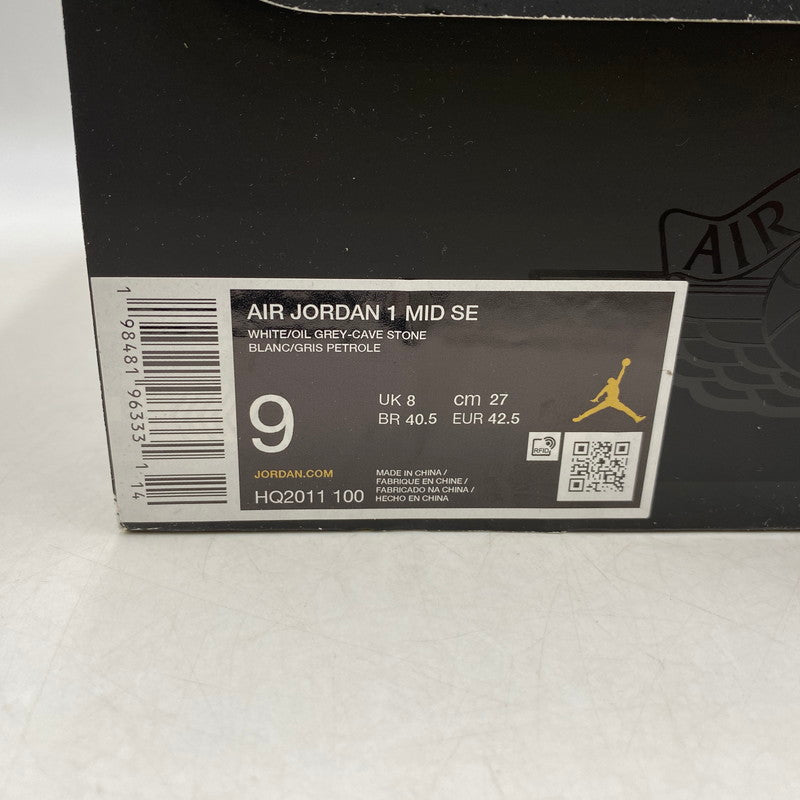 AIR
AIR JORDAN 1 MID SE
WHITE/OIL GREY-CAVE STONE
BLANC/GRIS PETROLE
9
UK 8 cm 27
BR 40.5 EUR 42.5
RFID
JORDAN.COM
HQ2011 100
MADE IN CHINA /
FABRIQUE EN CHINE /
FABRICADO NA CHINA /
HECHO EN CHINA
1 98481 96333 1 14